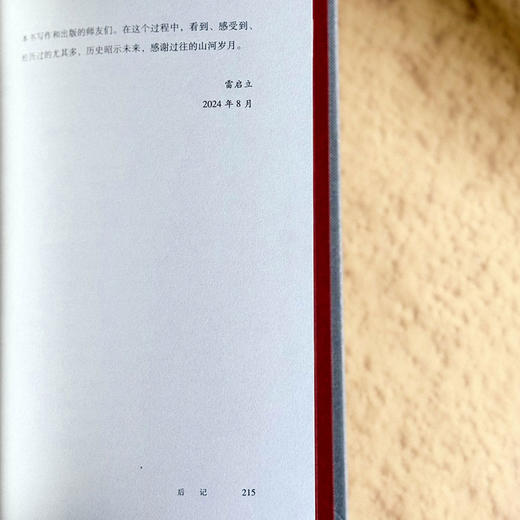 本书写作和出版的师友们。在这个过程中，看到、感受到、
经历过的尤其多，历史昭示未来，感谢过往的山河岁月。
雷启立
2024 年 8 月
后 记 215